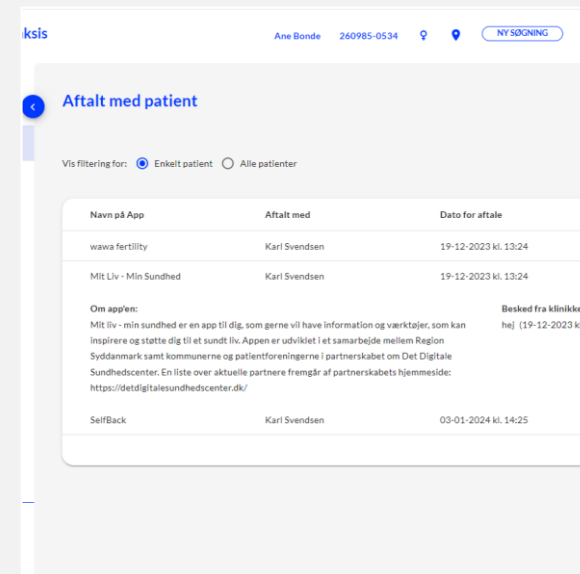 ksis
Ane Bonde 260985-0534 NY SØGNING
Aftalt med patient
Vis filtrering for: Enkelt patient Alle patienter
Navn på App Aftalt med Dato for aftale
wawa fertility Karl Svendsen 19-12-2023 kl. 13:24
Mit Liv - Min Sundhed Karl Svendsen 19-12-2023 kl. 13:24
Om app'en: Besked fra klinikke
Mit liv - min sundhed er en app til dig, som gerne vil have information og værktøjer, som kan hej (19-12-2023 k
inspirere og støtte dig til et sundt liv. Appen er udviklet i et samarbejde mellem Region
Syddanmark samt kommunerne og patientforeningerne i partnerskabet om Det Digitale
Sundhedscenter. En liste over aktuelle partnere fremgår af partnerskabets hjemmeside:
https://detdigitalesundhedscenter.dk/
SelfBack Karl Svendsen 03-01-2024 kl. 14:25